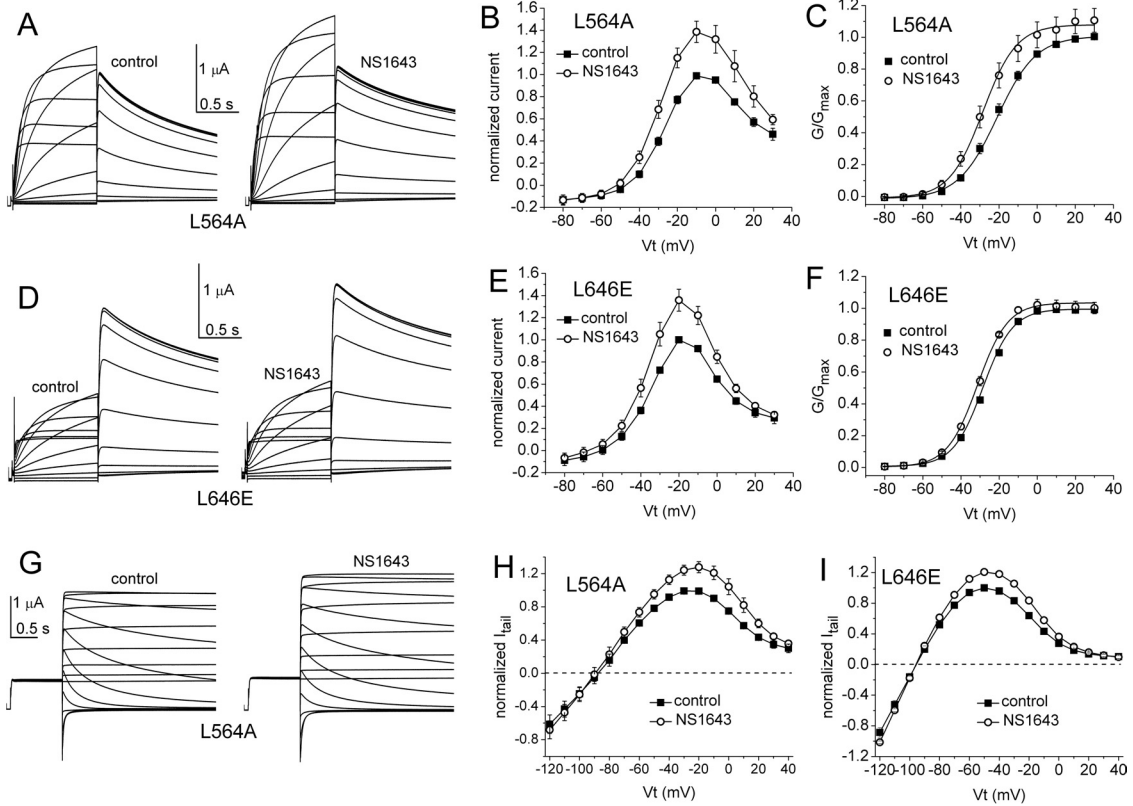 A
control
1 μA
0.5 s
NS1643
L564A
B
L564A
control
NS1643
normalized current
1.6
1.4
1.2
1.0
0.8
0.6
0.4
0.2
0.0
-0.2
-80 -60 -40 -20 0 20 40
Vt (mV)
C
L564A
control
NS1643
G/Gmax
1.2
1.0
0.8
0.6
0.4
0.2
0.0
-80 -60 -40 -20 0 20 40
Vt (mV)
D
control
1 μA
0.5 s
NS1643
L646E
E
L646E
control
NS1643
normalized current
1.6
1.4
1.2
1.0
0.8
0.6
0.4
0.2
0.0
-0.2
-80 -60 -40 -20 0 20 40
Vt (mV)
F
L646E
control
NS1643
G/Gmax
1.2
1.0
0.8
0.6
0.4
0.2
0.0
-80 -60 -40 -20 0 20 40
Vt (mV)
G
control
1 μA
0.5 s
NS1643
L564A
H
L564A
normalized Itail
1.2
0.8
0.4
0.0
-0.4
-0.8
control
NS1643
-120 -100 -80 -60 -40 -20 0 20 40
Vt (mV)
I
L646E
normalized Itail
1.2
0.8
0.4
0.0
-0.4
-0.8
-1.2
control
NS1643
-120 -100 -80 -60 -40 -20 0 20 40
Vt (mV)